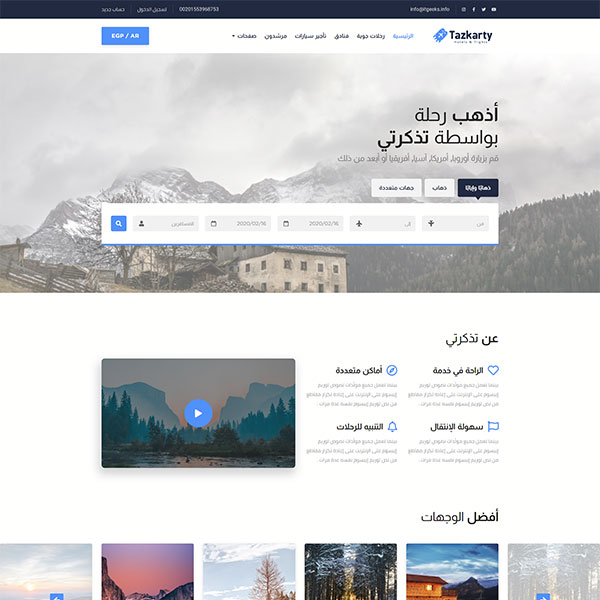 info@itgeeks.info
00201553968753
تسجيل الدخول
حساب جديد
Tazkarty
Hotels & Flights
الرئيسية
رحلات جوية
فنادق
تأجير سيارات
مرشدون
صفحات
EGP / AR
أذهب رحلة
بواسطة تذكرتي
قم بزيارة أوروبا، أمريكا، آسيا، أفريقيا أو أبعد من ذلك
ذهابًا وإيابًا
ذهاب
جهات متعددة
من
إلى
2020/02/16
2020/02/16
المسافرين
عن تذكرتي
الراحة في خدمة
بينما تعمل جميع مولّدات نصوص لوريم
إيبسوم على الإنترنت على إعادة تكرار مقاطع
من نص لوريم إيبسوم نفسه عدة مرات.
أماكن متعددة
بينما تعمل جميع مولّدات نصوص لوريم
إيبسوم على الإنترنت على إعادة تكرار مقاطع
من نص لوريم إيبسوم نفسه عدة مرات.
سهولة الإنتقال
بينما تعمل جميع مولّدات نصوص لوريم
إيبسوم على الإنترنت على إعادة تكرار مقاطع
من نص لوريم إيبسوم نفسه عدة مرات.
التنبيه للرحلات
بينما تعمل جميع مولّدات نصوص لوريم
إيبسوم على الإنترنت على إعادة تكرار مقاطع
من نص لوريم إيبسوم نفسه عدة مرات.
أفضل الوجهات